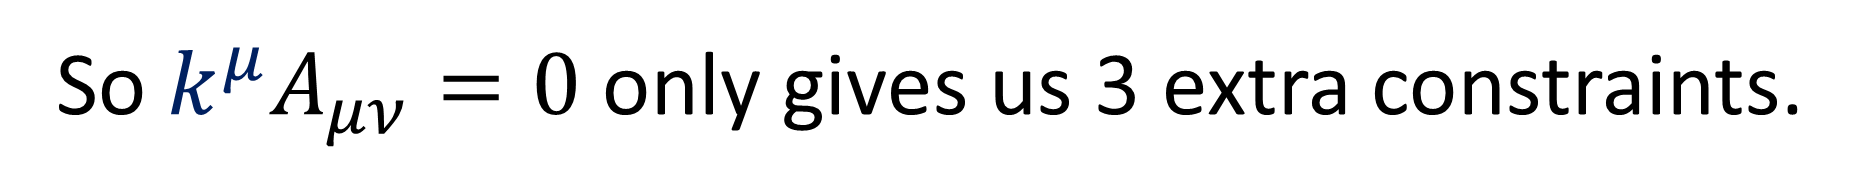 So k^μ A_μν = 0 only gives us 3 extra constraints.